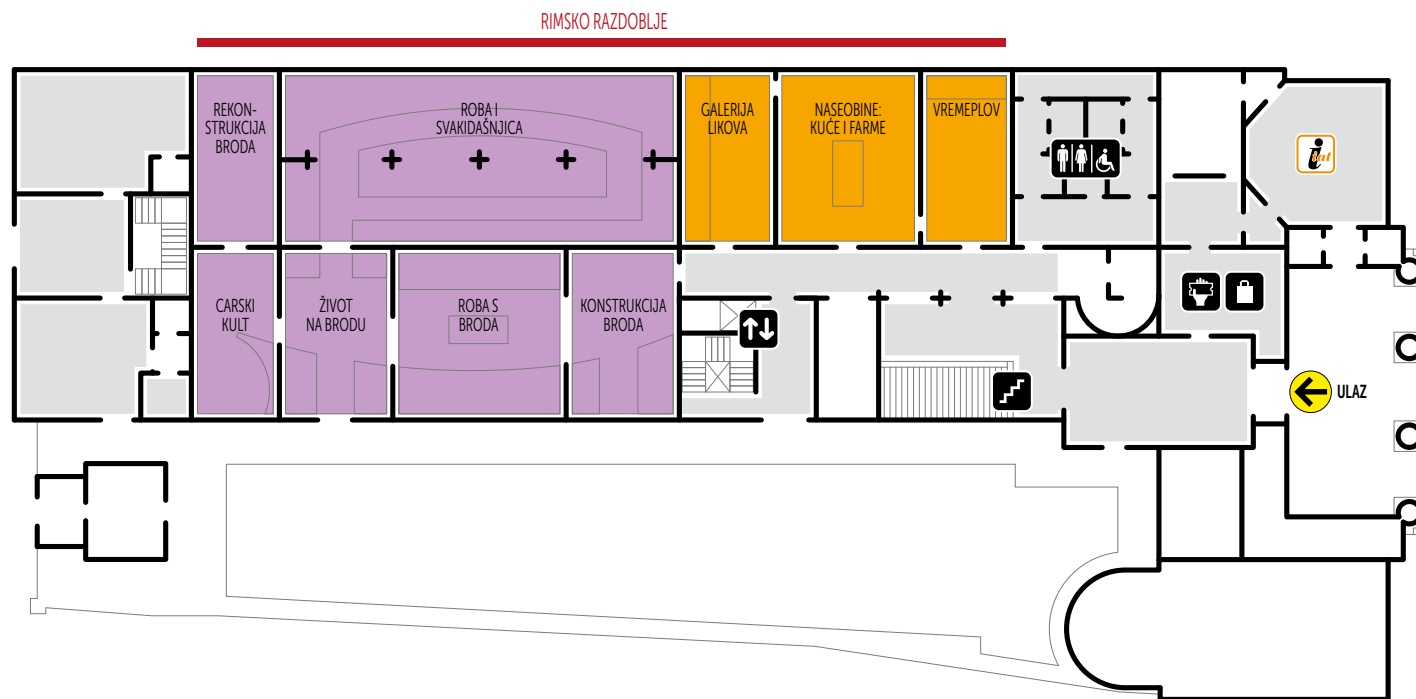 RIMSKO RAZDOBLJE
REKON-
STRUKCIJA
BRODA
ROBA I
SVAKIDAŠNJICA
GALERIJA
LIKOVA
NASEOBINE:
KUĆE I FARME
VREMEPLOV
CARSKI
KULT
ŽIVOT
NA BRODU
ROBA S
BRODA
KONSTRUKCIJA
BRODA
ULAZ